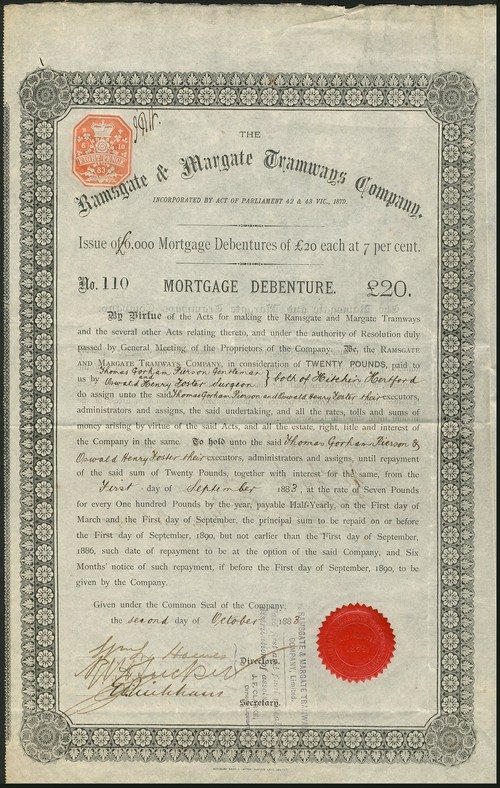 THE
Ramsgate & Margate Tramways Company.
INCORPORATED BY ACT OF PARLIAMENT 42 & 43 VIC., 1879.
Issue of £6,000 Mortgage Debentures of £20 each at 7 per cent.
No. 110 MORTGAGE DEBENTURE. £20.
By Virtue of the Acts for making the Ramsgate and Margate Tramways
and the several other Acts relating thereto, and under the authority of Resolution duly
passed by General Meeting of the Proprietors of the Company. We, the RAMSGATE
AND MARGATE TRAMWAYS COMPANY, in consideration of TWENTY POUNDS, paid to
us by Thomas Gorham Pierson Gentleman and Oswald Henry Foster Surgeon } both of Hitchin Hertford
do assign unto the said Thomas Gorham Pierson and Oswald Henry Foster their executors,
administrators and assigns, the said undertaking, and all the rates, tolls and sums of
money arising by virtue of the said Acts, and all the estate, right, title and interest of
the Company in the same. To hold unto the said Thomas Gorham Pierson &
Oswald Henry Foster their executors, administrators and assigns, until repayment
of the said sum of Twenty Pounds, together with interest for the same, from the
First day of September 1883, at the rate of Seven Pounds
for every One hundred Pounds by the year, payable Half-Yearly, on the First day of
March and the First day of September, the principal sum to be repaid on or before
the First day of September, 1890, but not earlier than the First day of September,
1886, such date of repayment to be at the option of the said Company, and Six
Months' notice of such repayment, if before the First day of September, 1890, to be
given by the Company.
Given under the Common Seal of the Company,
the second day of October 1883.
Directors.
Secretary.
RAMSGATE & MARGATE TRAMWAYS
COMPANY, Limited.
EIGHT PENCE
83